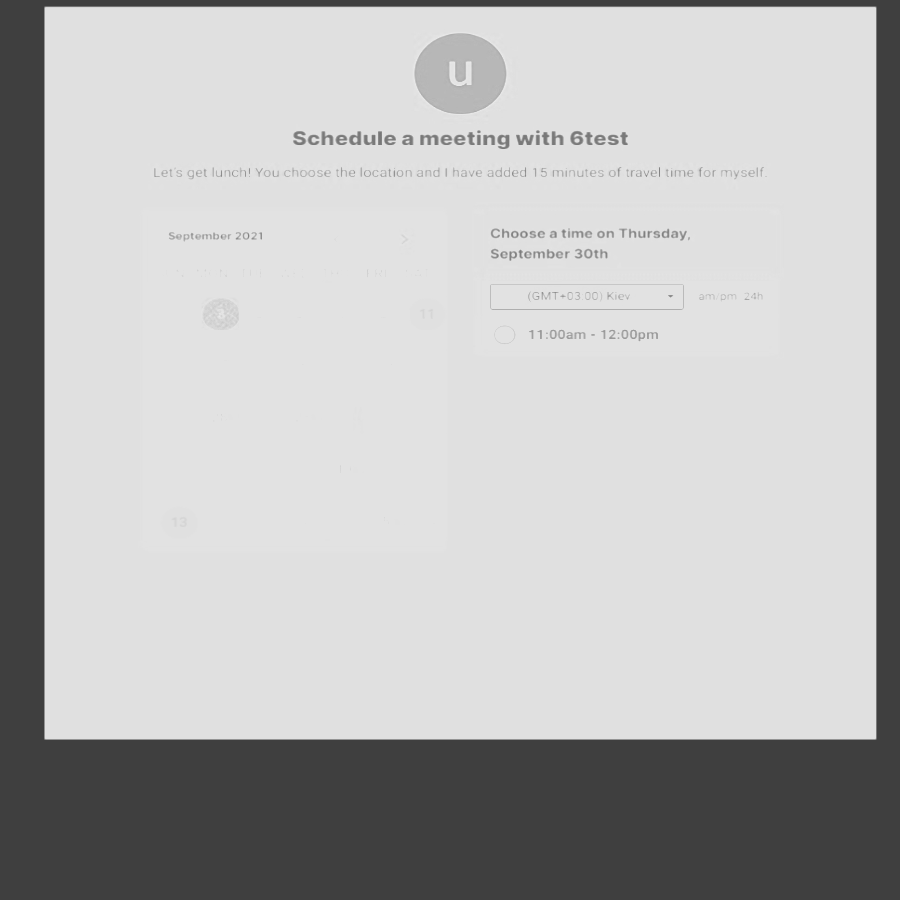 u
Schedule a meeting with 6test
Let's get lunch! You choose the location and I have added 15 minutes of travel time for myself.
September 2021
11
13
Choose a time on Thursday,
September 30th
(GMT+03:00) Kiev
am/pm 24h
11:00am - 12:00pm